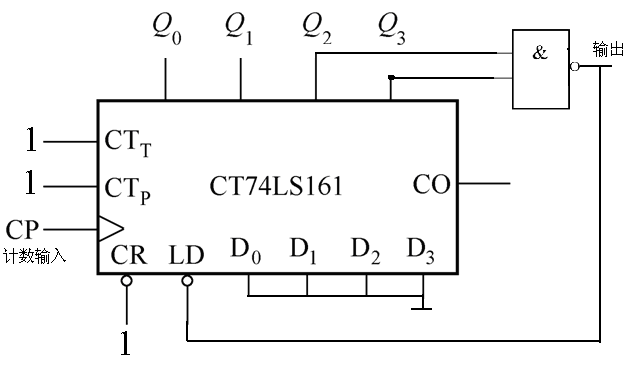 Q0 Q1 Q2 Q3
& 输出
1 CTT
1 CTP CT74LS161 CO
CP
计数输入
CR LD D0 D1 D2 D3
1